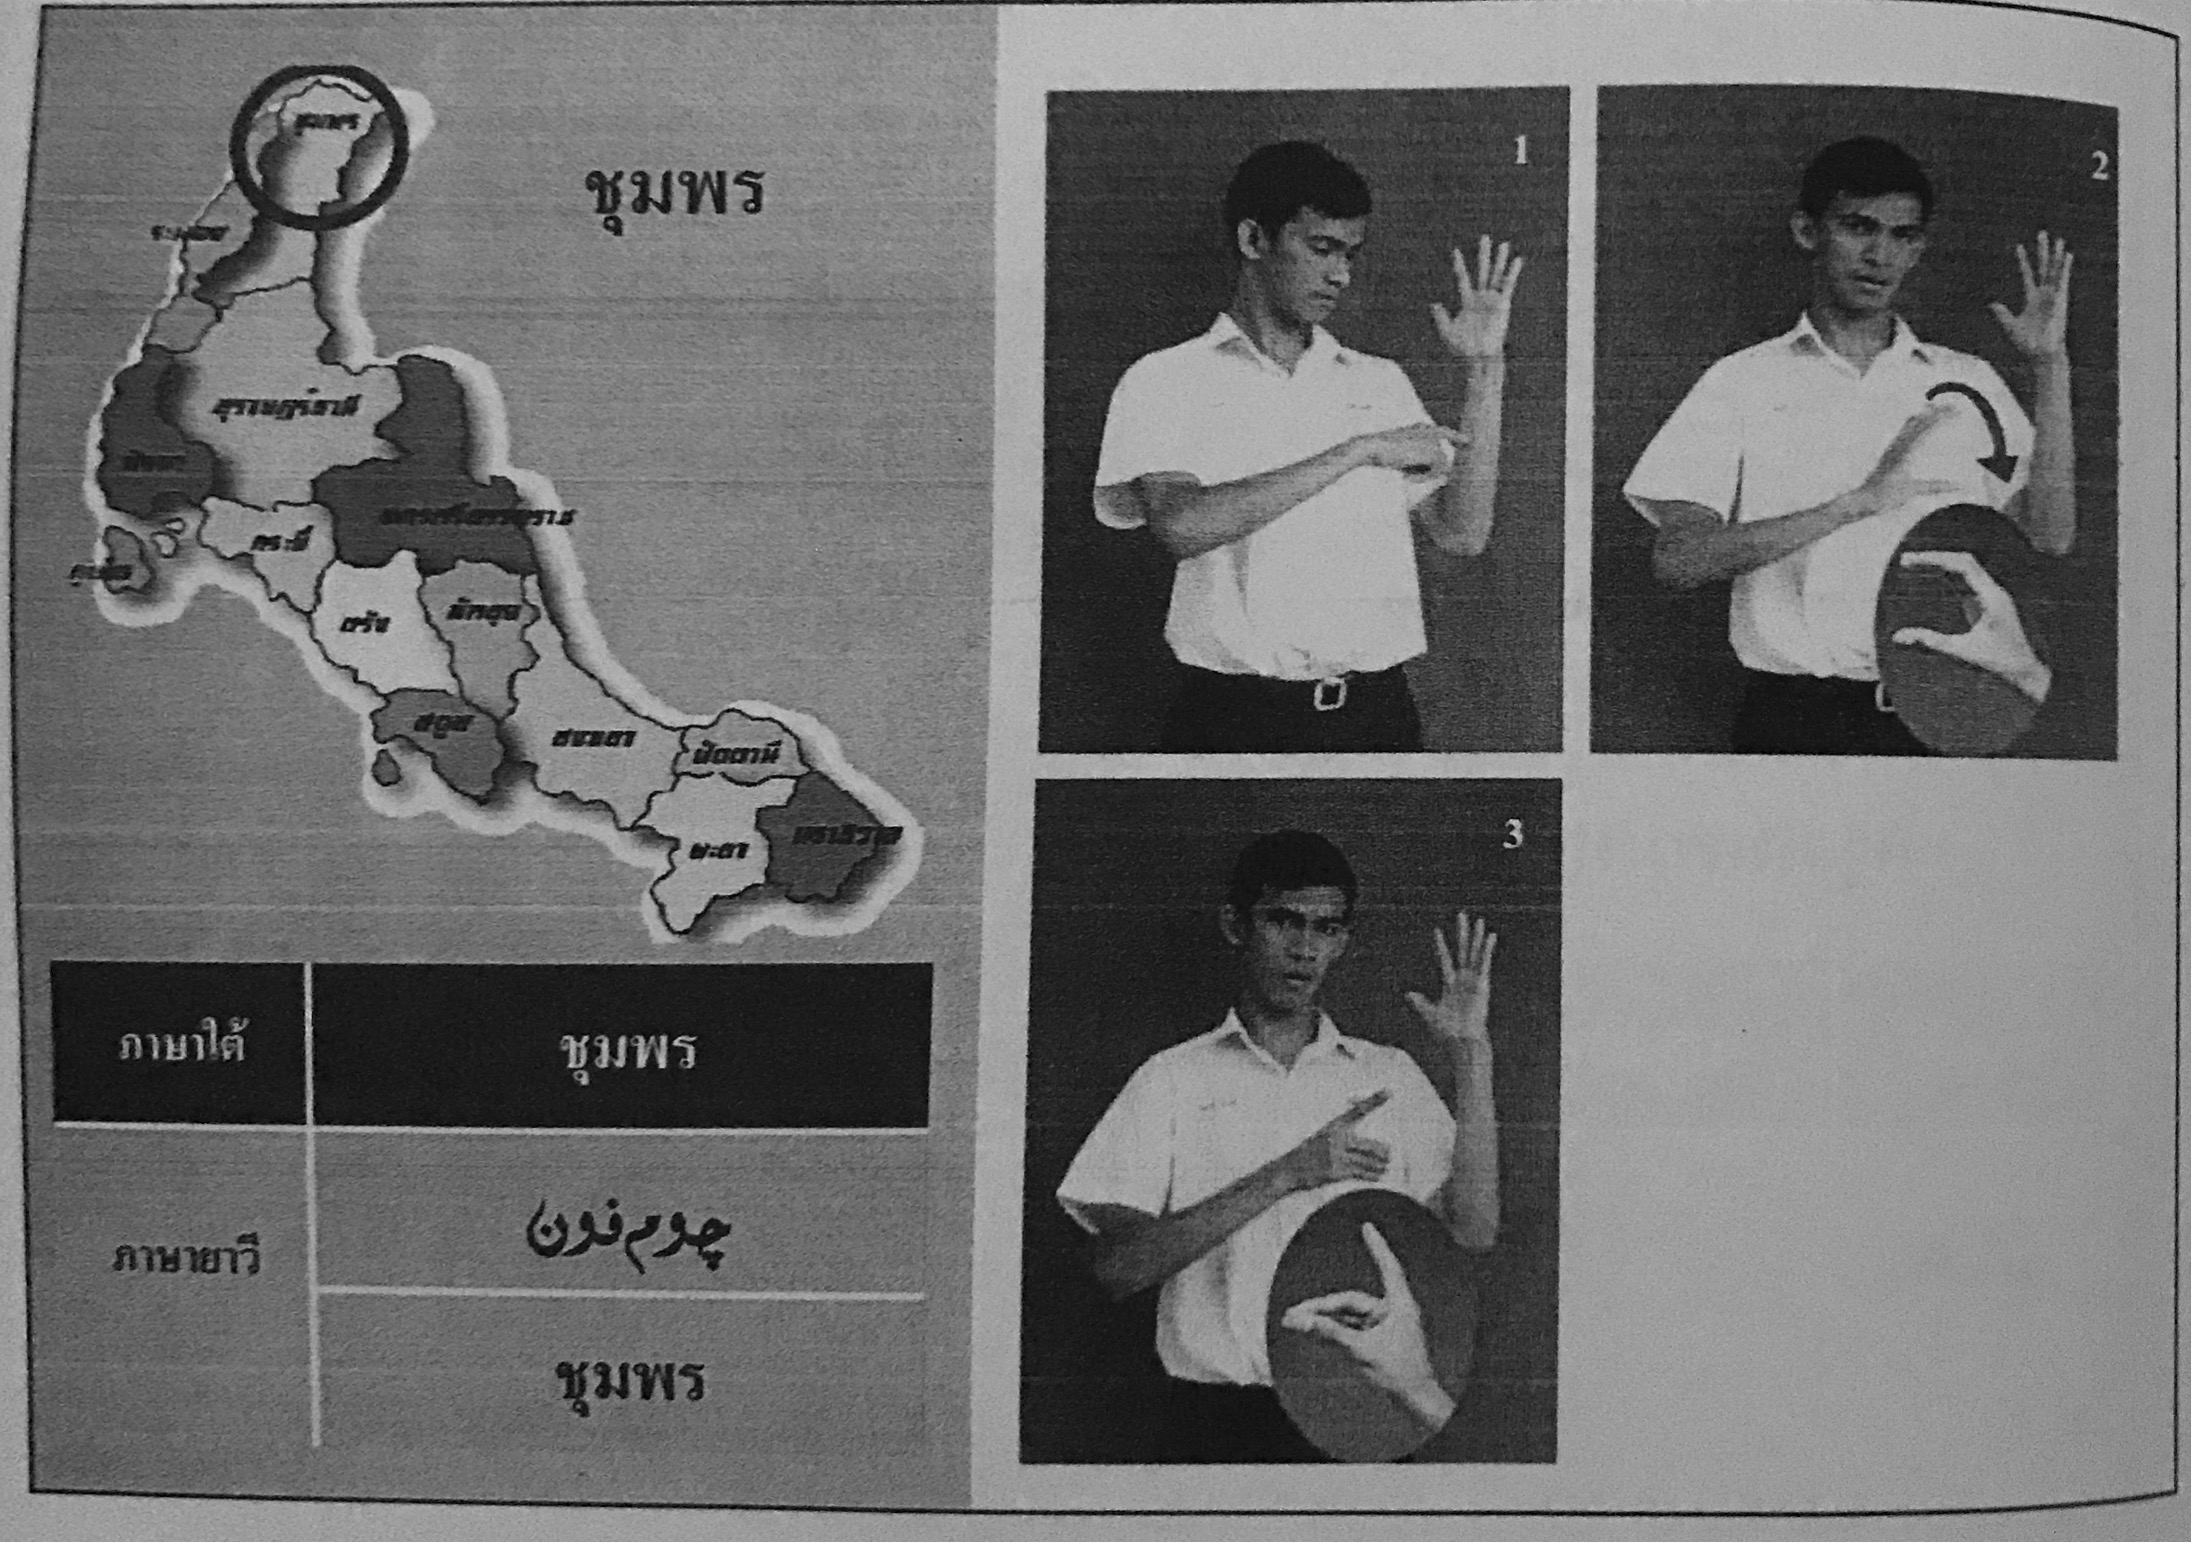 ชุมพร
ชุมพร
ระนอง
สุราษฎร์ธานี
พังงา
นครศรีธรรมราช
กระบี่
ภูเก็ต
ตรัง
พัทลุง
สตูล
สงขลา
ปัตตานี
ยะลา
นราธิวาส
ภาษาใต้
ชุมพร
ภาษายาวี
چوم فون
ชุมพร
1
2
3